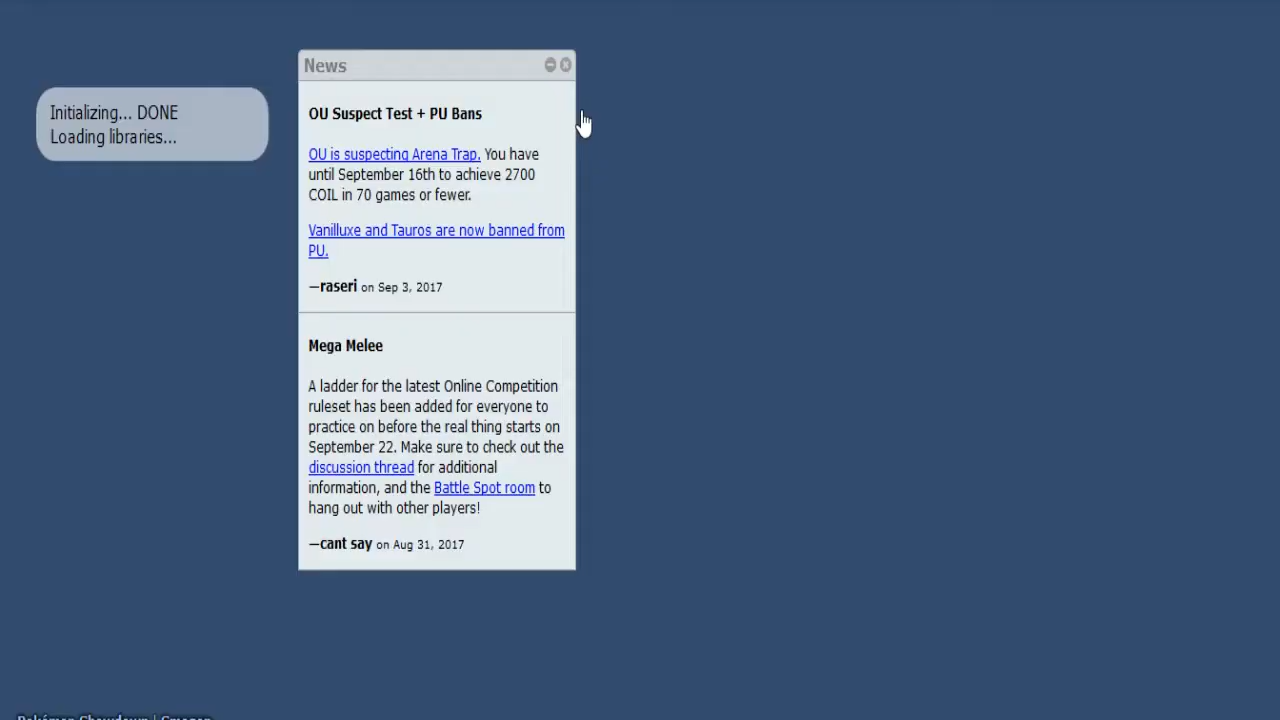 Initializing... DONE
Loading libraries...
News
OU Suspect Test + PU Bans
OU is suspecting Arena Trap. You have
until September 16th to achieve 2700
COIL in 70 games or fewer.
Vanilluxe and Tauros are now banned from
PU.
—raseri on Sep 3, 2017
Mega Melee
A ladder for the latest Online Competition
ruleset has been added for everyone to
practice on before the real thing starts on
September 22. Make sure to check out the
discussion thread for additional
information, and the Battle Spot room to
hang out with other players!
—cant say on Aug 31, 2017